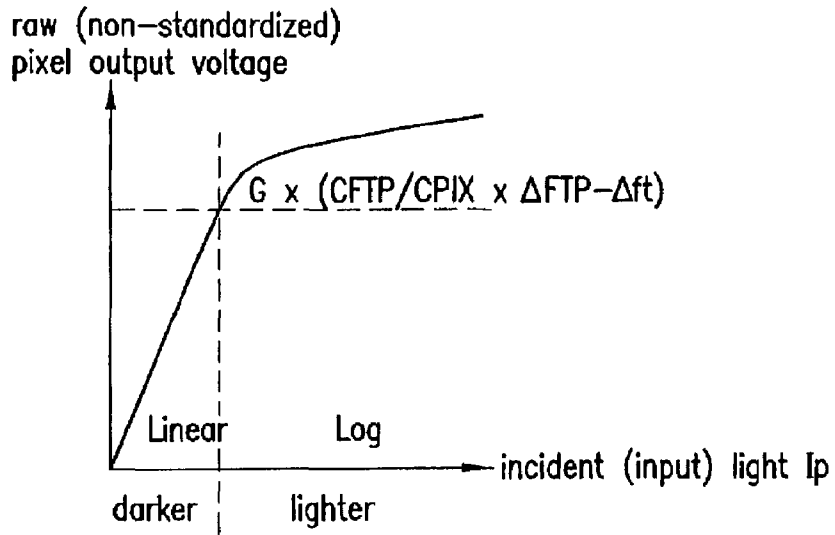 raw (non-standardized)
pixel output voltage
G x (CFTP/CPIX x ΔFTP-Δft)
Linear
Log
incident (input) light Ip
darker
lighter